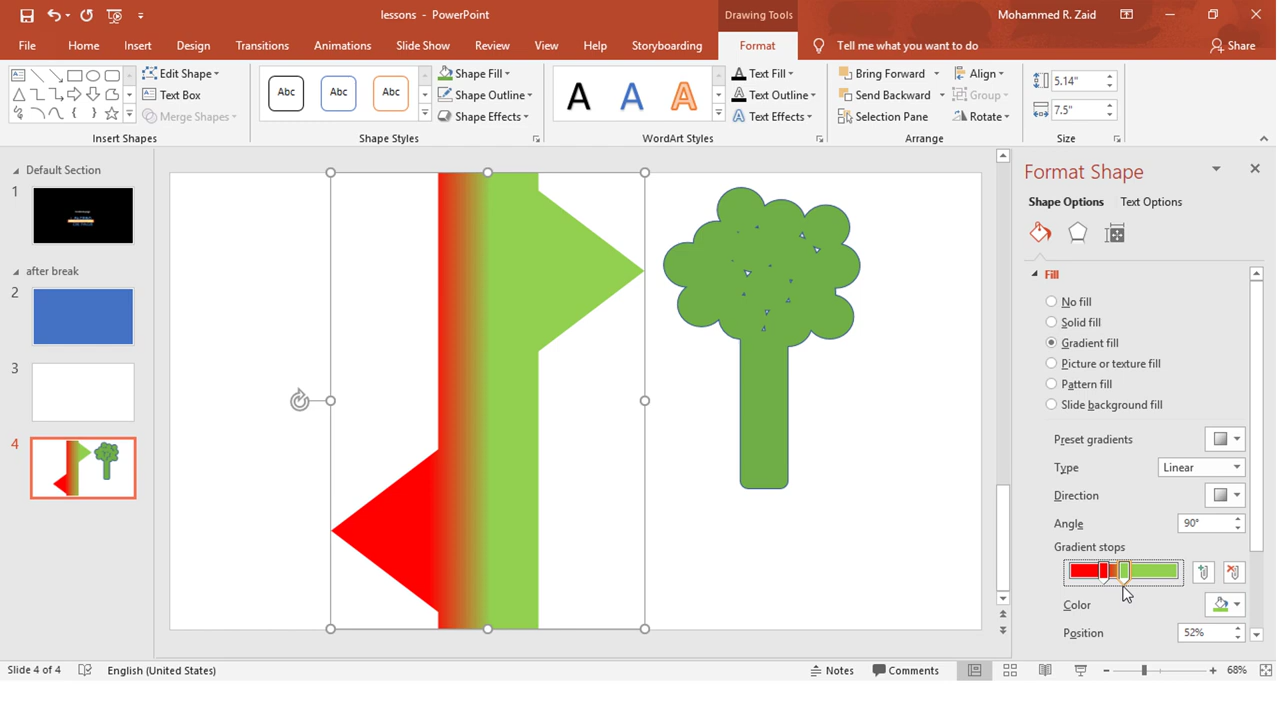 lessons - PowerPoint
Drawing Tools
Mohammed R. Zaid
File Home Insert Design Transitions Animations Slide Show Review View Help Storyboarding Format Tell me what you want to do Share
Edit Shape
Text Box
Merge Shapes
Insert Shapes
Abc Abc Abc
Shape Fill
Shape Outline
Shape Effects
Shape Styles
A A A
Text Fill
Text Outline
Text Effects
WordArt Styles
Bring Forward
Send Backward
Selection Pane
Align
Group
Rotate
Arrange
5.14"
7.5"
Size
Default Section
1
after break
2
3
4
Format Shape
Shape Options Text Options
Fill
No fill
Solid fill
Gradient fill
Picture or texture fill
Pattern fill
Slide background fill
Preset gradients
Type Linear
Direction
Angle 90°
Gradient stops
Color
Position 52%
Slide 4 of 4 English (United States) Notes Comments 68%